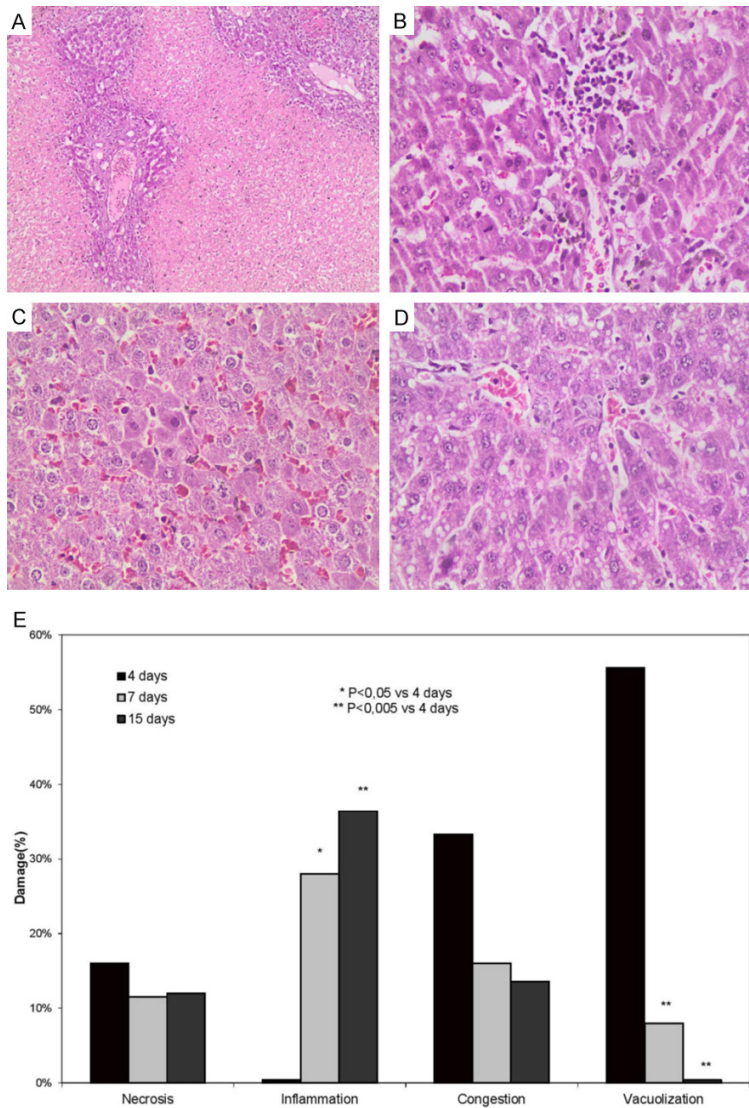 A
B
C
D
E
60%
50%
40%
30%
20%
10%
0%
Damage(%)
4 days
7 days
15 days
* P<0,05 vs 4 days
** P<0,005 vs 4 days
*
**
**
**
Necrosis
Inflammation
Congestion
Vacuolization